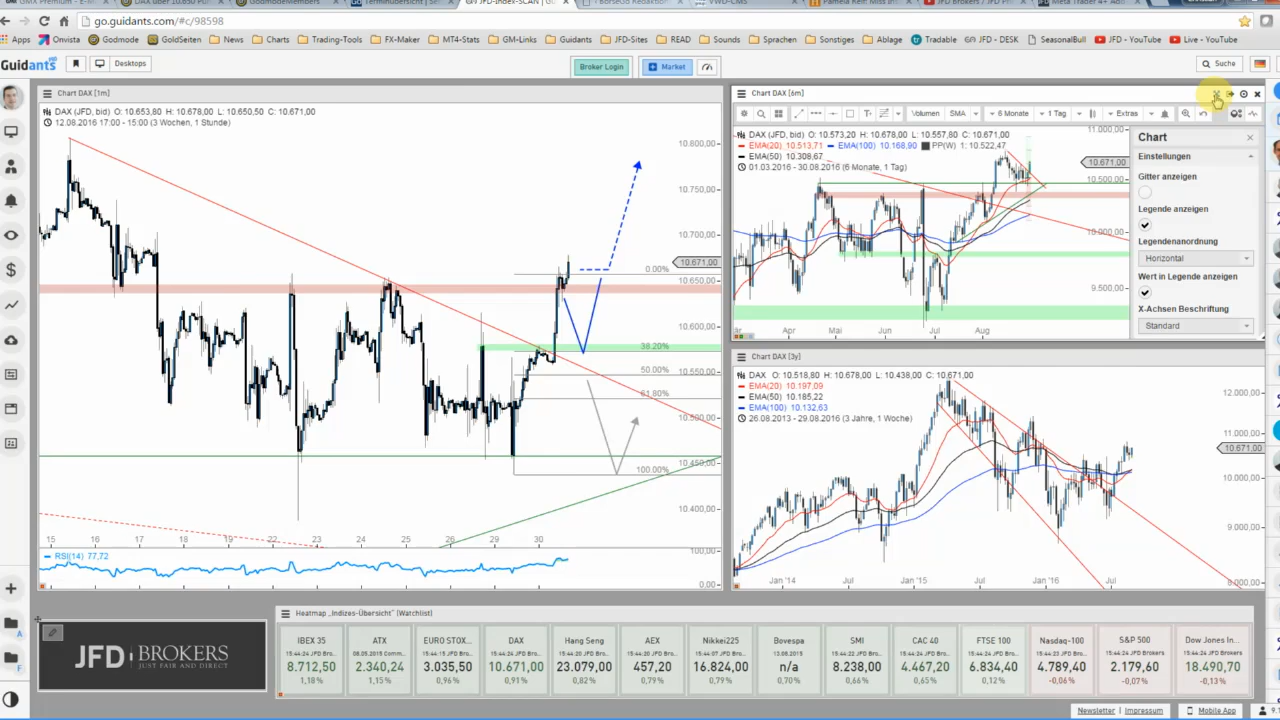 go.guidants.com/#c/98598
Apps Onvista Godmode GoldSeiten News Charts Trading-Tools FX-Maker MT4-Stats GM-Links Guidants JFD-Sites READ Sounds Sprachen Sonstiges Ablage Tradable JFD - DESK SeasonalBull JFD - YouTube Live - YouTube
Guidants Desktops Broker Login Market Suche
Chart DAX [1m]
DAX (JFD, bid) O: 10.653,80 H: 10.678,00 L: 10.650,50 C: 10.671,00
12.08.2016 17:00 - 15:00 (3 Wochen, 1 Stunde)
10.800,00
10.750,00
10.700,00
10.671,00
0.00%
10.650,00
10.600,00
38.20%
10.550,00
50.00%
61.80%
10.500,00
10.450,00
100.00%
10.400,00
15 16 17 18 19 22 23 24 25 26 29 30
RSI(14) 77,72
100,00
0,00
Chart DAX [6m]
Volumen SMA 6 Monate 1 Tag Extras
DAX (JFD, bid) O: 10.573,20 H: 10.678,00 L: 10.557,80 C: 10.671,00
EMA(20) 10.513,71 EMA(100) 10.168,90 PP(W) 1: 10.522,47
EMA(50) 10.308,67
01.03.2016 - 30.08.2016 (6 Monate, 1 Tag)
11.000,00
10.671,00
10.500,00
10.000,00
9.500,00
Apr Mai Jun Jul Aug
Chart
Einstellungen
Gitter anzeigen
Legende anzeigen
Legendenanordnung
Horizontal
Wert in Legende anzeigen
X-Achsen Beschriftung
Standard
Chart DAX [3y]
DAX O: 10.518,80 H: 10.678,00 L: 10.438,00 C: 10.671,00
EMA(20) 10.197,09
EMA(50) 10.185,22
EMA(100) 10.132,63
26.08.2013 - 29.08.2016 (3 Jahre, 1 Woche)
12.000,00
11.000,00
10.671,00
10.000,00
9.000,00
8.000,00
Jan '14 Jul Jan '15 Jul Jan '16 Jul
JFD BROKERS
JUST FAIR AND DIRECT
Heatmap „Indizes-Übersicht" (Watchlist)
IBEX 35 ATX EURO STOX... DAX Hang Seng AEX Nikkei225 Bovespa SMI CAC 40 FTSE 100 Nasdaq-100 S&P 500 Dow Jones In...
8.712,50 2.340,24 3.035,50 10.671,00 23.079,00 457,20 16.824,00 n/a 8.238,00 4.467,20 6.834,40 4.789,40 2.179,60 18.490,70
1,18% 1,15% 0,96% 0,91% 0,82% 0,79% 0,79% 0,70% 0,66% 0,65% 0,12% -0,06% -0,07% -0,13%
Newsletter Impressum Mobile App